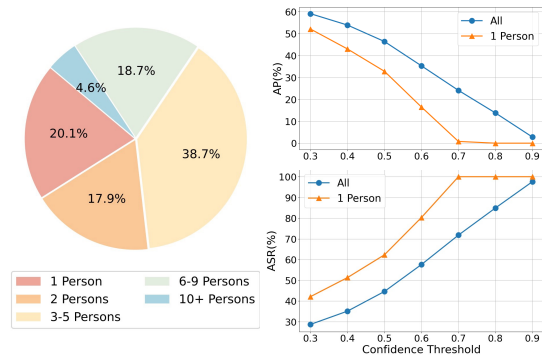 18.7%
4.6%
20.1%
38.7%
17.9%
1 Person
2 Persons
3-5 Persons
6-9 Persons
10+ Persons
60
50
40
30
20
10
0
AP(%)
All
1 Person
0.3 0.4 0.5 0.6 0.7 0.8 0.9
100
90
80
70
60
50
40
30
ASR(%)
All
1 Person
0.3 0.4 0.5 0.6 0.7 0.8 0.9
Confidence Threshold